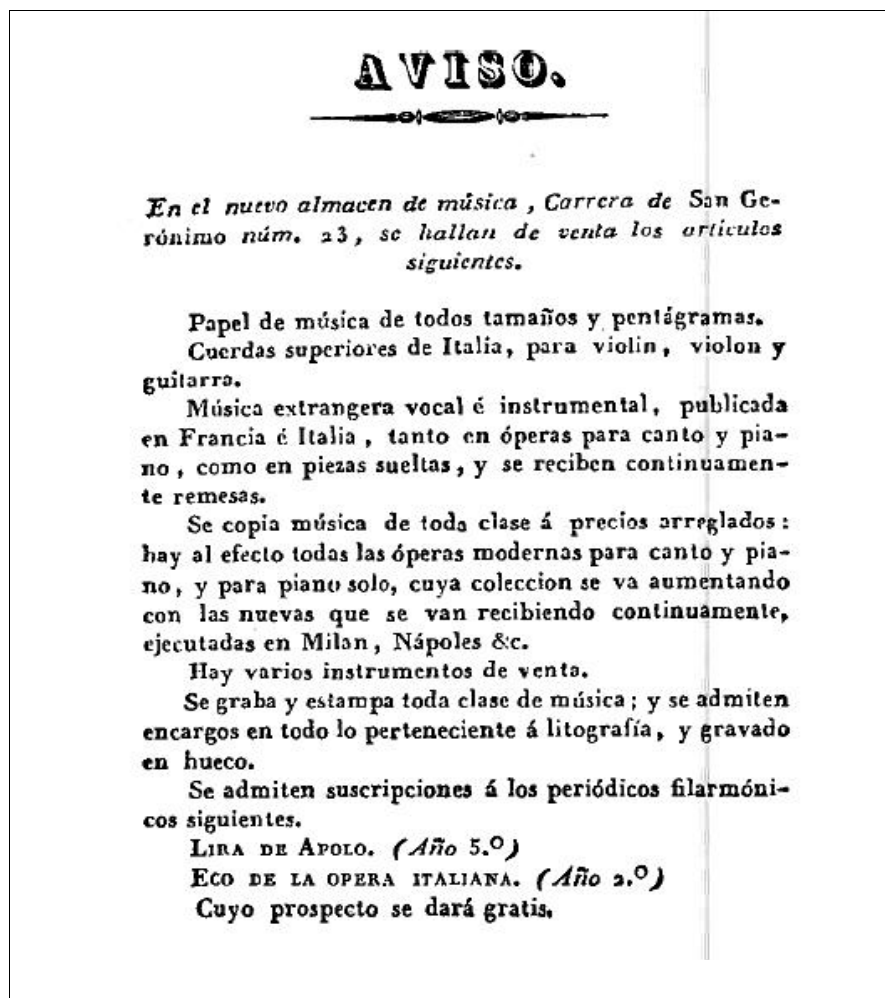 AVISO.
En el nuevo almacen de música , Carrera de San Ge-
rónimo núm. 23, se hallan de venta los artículos
siguientes.
Papel de música de todos tamaños y pentágramas.
Cuerdas superiores de Italia, para violin, violon y
guitarra.
Música extrangera vocal é instrumental, publicada
en Francia é Italia, tanto en óperas para canto y pia-
no, como en piezas sueltas, y se reciben continuamen-
te remesas.
Se copia música de toda clase á precios arreglados:
hay al efecto todas las óperas modernas para canto y pia-
no, y para piano solo, cuya coleccion se va aumentando
con las nuevas que se van recibiendo continuamente,
ejecutadas en Milan, Nápoles &c.
Hay varios instrumentos de venta.
Se graba y estampa toda clase de música; y se admiten
encargos en todo lo perteneciente á litografía, y gravado
en hueco.
Se admiten suscripciones á los periódicos filarmóni-
cos siguientes.
LIRA DE APOLO. (Año 5.º)
ECO DE LA OPERA ITALIANA. (Año 2.º)
Cuyo prospecto se dará gratis.